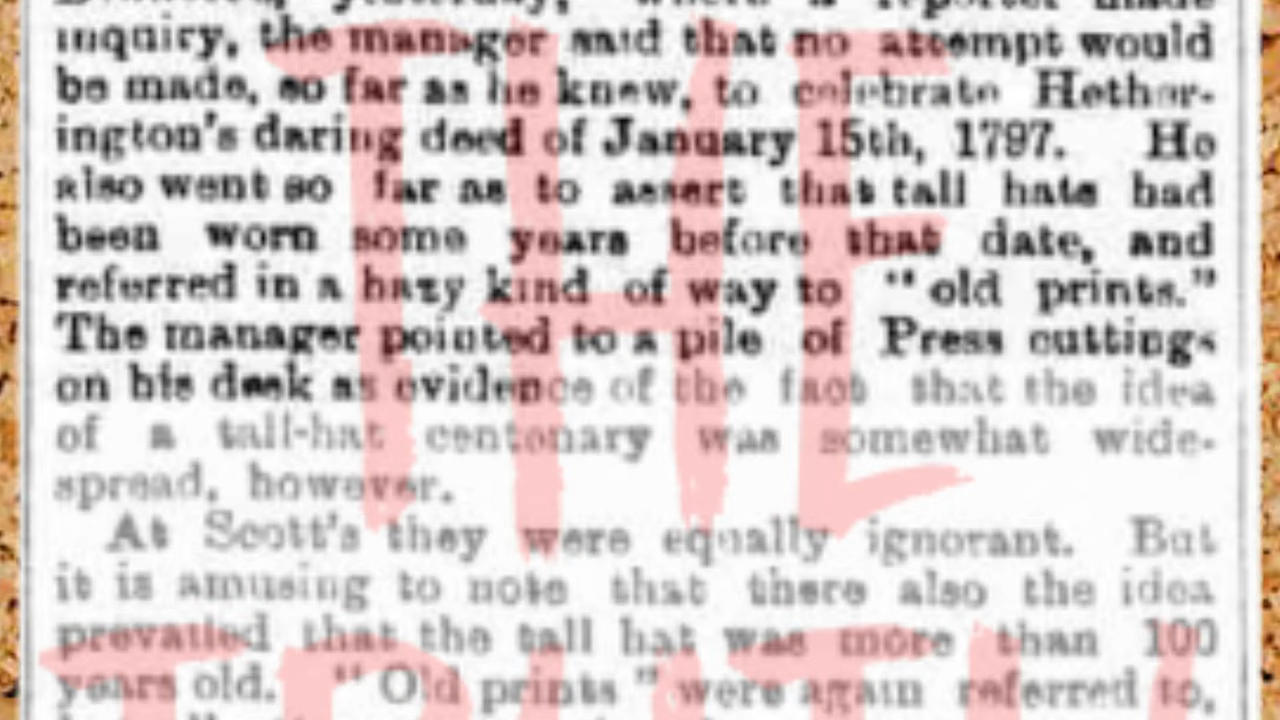 yesterday, where a reporter made
inquiry, the manager said that no attempt would
be made, so far as he knew, to celebrate Hether-
ington's daring deed of January 15th, 1797. He
also went so far as to assert that tall hats had
been worn some years before that date, and
referred in a hazy kind of way to "old prints."
The manager pointed to a pile of Press cuttings
on his desk as evidence of the fact that the idea
of a tall-hat centenary was somewhat wide-
spread, however.
At Scott's they were equally ignorant. But
it is amusing to note that there also the idea
prevailed that the tall hat was more than 100
years old. "Old prints" were again referred to,
THE
TRUTH